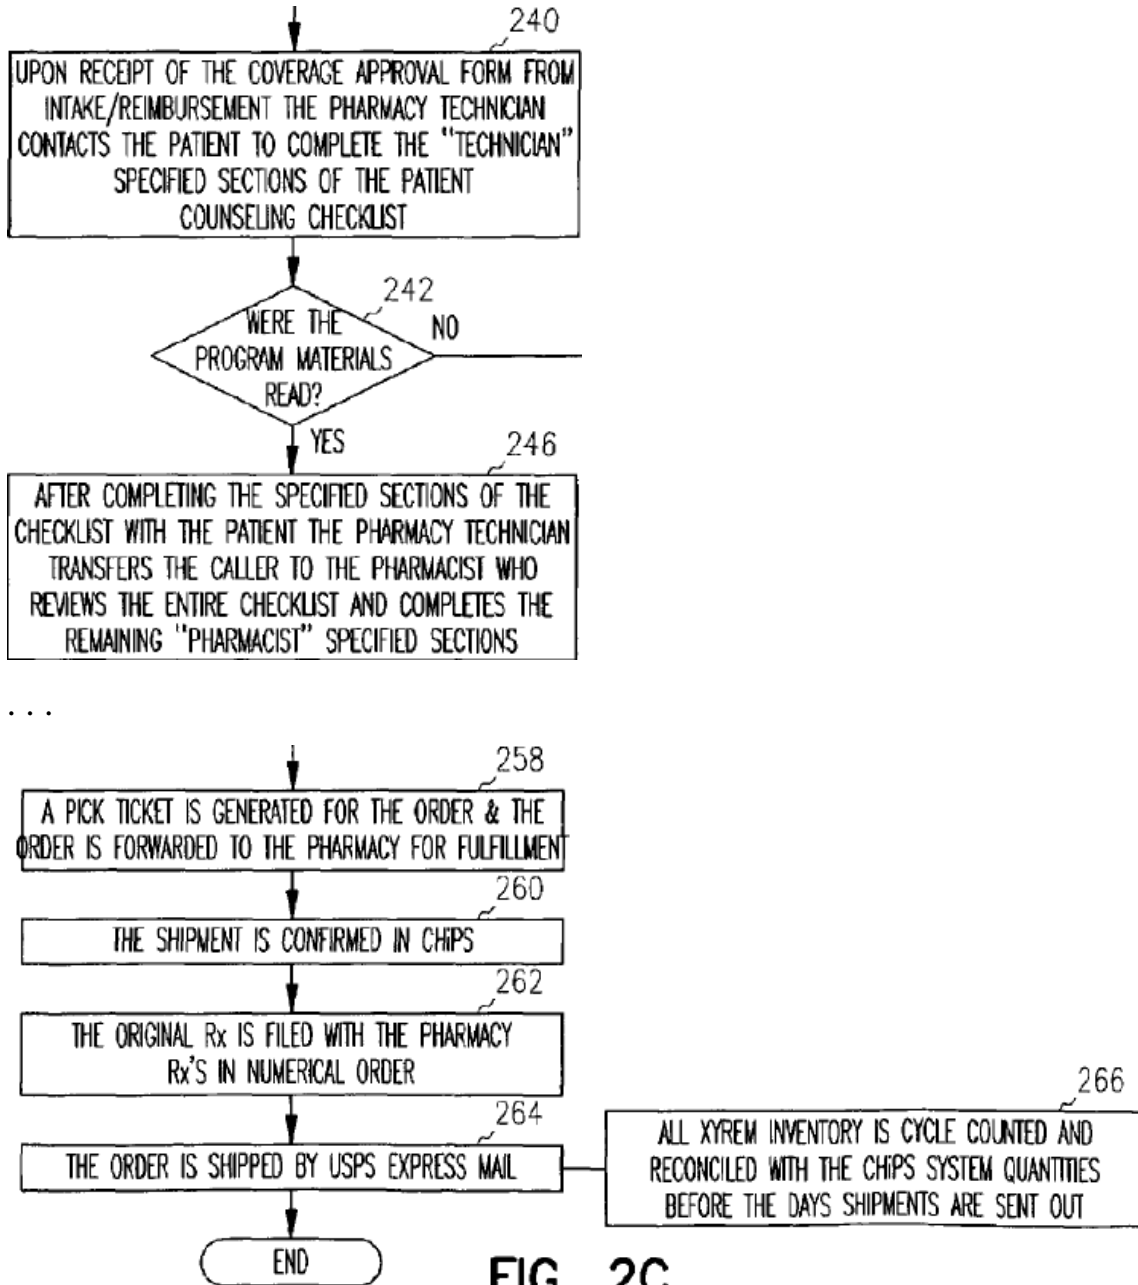 240
UPON RECEIPT OF THE COVERAGE APPROVAL FORM FROM
INTAKE/REIMBURSEMENT THE PHARMACY TECHNICIAN
CONTACTS THE PATIENT TO COMPLETE THE "TECHNICIAN"
SPECIFIED SECTIONS OF THE PATIENT
COUNSELING CHECKLIST
242
WERE THE
PROGRAM MATERIALS
READ?
NO
YES
246
AFTER COMPLETING THE SPECIFIED SECTIONS OF THE
CHECKLIST WITH THE PATIENT THE PHARMACY TECHNICIAN
TRANSFERS THE CALLER TO THE PHARMACIST WHO
REVIEWS THE ENTIRE CHECKLIST AND COMPLETES THE
REMAINING "PHARMACIST" SPECIFIED SECTIONS
. . .
258
A PICK TICKET IS GENERATED FOR THE ORDER & THE
ORDER IS FORWARDED TO THE PHARMACY FOR FULFILLMENT
260
THE SHIPMENT IS CONFIRMED IN CHiPS
262
THE ORIGINAL Rx IS FILED WITH THE PHARMACY
Rx'S IN NUMERICAL ORDER
264
THE ORDER IS SHIPPED BY USPS EXPRESS MAIL
266
ALL XYREM INVENTORY IS CYCLE COUNTED AND
RECONCILED WITH THE CHiPS SYSTEM QUANTITIES
BEFORE THE DAYS SHIPMENTS ARE SENT OUT
END
FIG. 2C